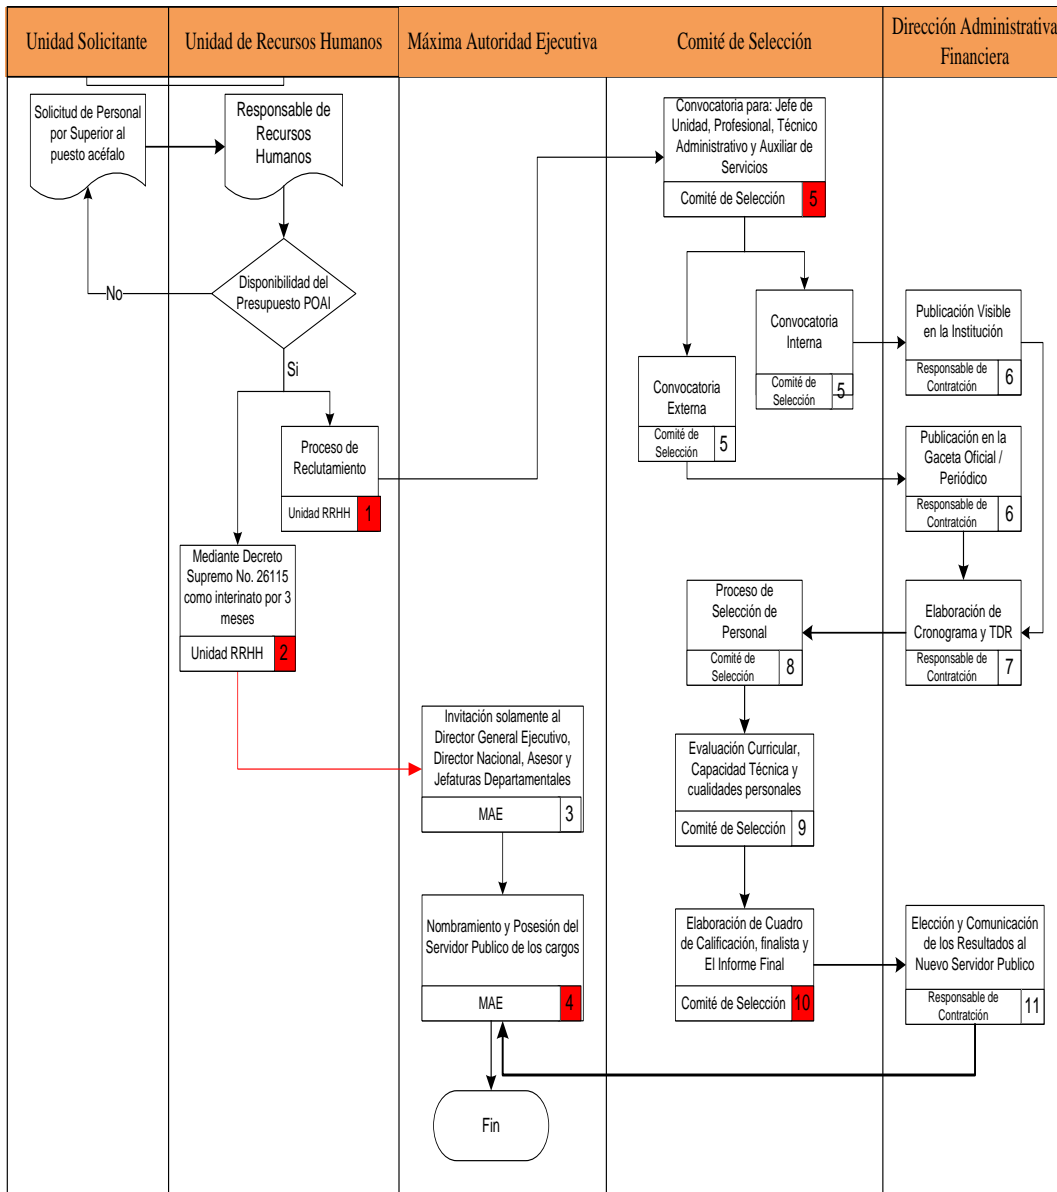 Unidad Solicitante
Unidad de Recursos Humanos
Máxima Autoridad Ejecutiva
Comité de Selección
Dirección Administrativa
Financiera
Solicitud de Personal
por Superior al
puesto acéfalo
Responsable de
Recursos
Humanos
Disponibilidad del
Presupuesto POAI
No
Si
Proceso de
Reclutamiento
Unidad RRHH
1
Mediante Decreto
Supremo No. 26115
como interinato por 3
meses
Unidad RRHH
2
Invitación solamente al
Director General Ejecutivo,
Director Nacional, Asesor y
Jefaturas Departamentales
MAE
3
Nombramiento y Posesión del
Servidor Publico de los cargos
MAE
4
Fin
Convocatoria para: Jefe de
Unidad, Profesional, Técnico
Administrativo y Auxiliar de
Servicios
Comité de Selección
5
Convocatoria
Interna
Comité de
Selección
5
Convocatoria
Externa
Comité de
Selección
5
Publicación Visible
en la Institución
Responsable de
Contratción
6
Publicación en la
Gaceta Oficial /
Periódico
Responsable de
Contratción
6
Elaboración de
Cronograma y TDR
Responsable de
Contratción
7
Proceso de
Selección de
Personal
Comité de
Selección
8
Evaluación Curricular,
Capacidad Técnica y
cualidades personales
Comité de Selección
9
Elaboración de Cuadro
de Calificación, finalista y
El Informe Final
Comité de Selección
10
Elección y Comunicación
de los Resultados al
Nuevo Servidor Publico
Responsable de
Contratción
11